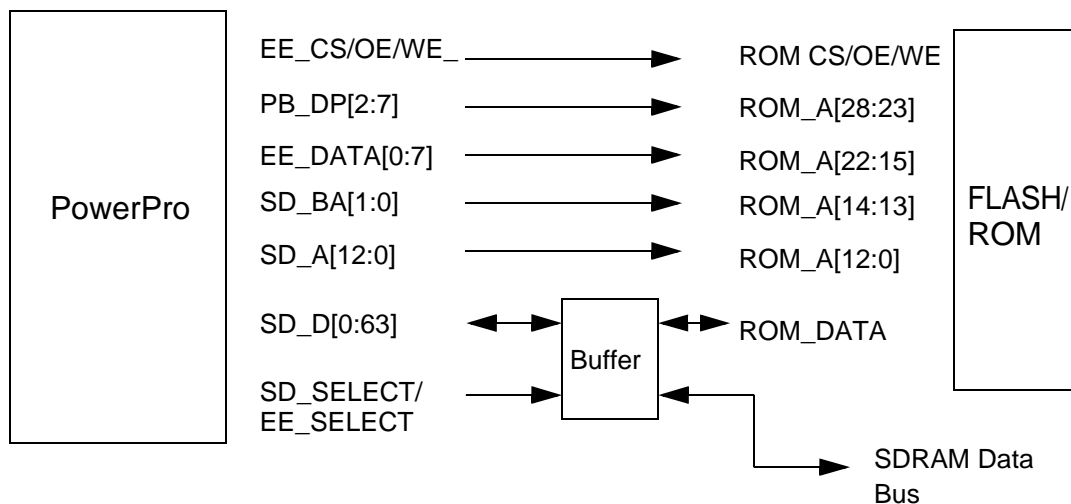 PowerPro
EE_CS/OE/WE_
PB_DP[2:7]
EE_DATA[0:7]
SD_BA[1:0]
SD_A[12:0]
SD_D[0:63]
SD_SELECT/
EE_SELECT
Buffer
ROM CS/OE/WE
ROM_A[28:23]
ROM_A[22:15]
ROM_A[14:13]
ROM_A[12:0]
ROM_DATA
FLASH/
ROM
SDRAM Data
Bus